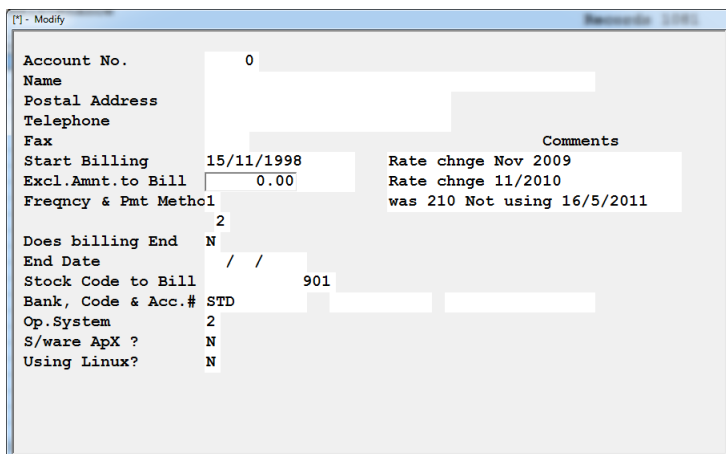 [*] - Modify
Records 1081
Account No. 0
Name
Postal Address
Telephone
Fax Comments
Start Billing 15/11/1998 Rate chnge Nov 2009
Excl.Amnt.to Bill 0.00 Rate chnge 11/2010
Freqncy & Pmt Metho1 was 210 Not using 16/5/2011
2
Does billing End N
End Date / /
Stock Code to Bill 901
Bank, Code & Acc.# STD
Op.System 2
S/ware ApX ? N
Using Linux? N